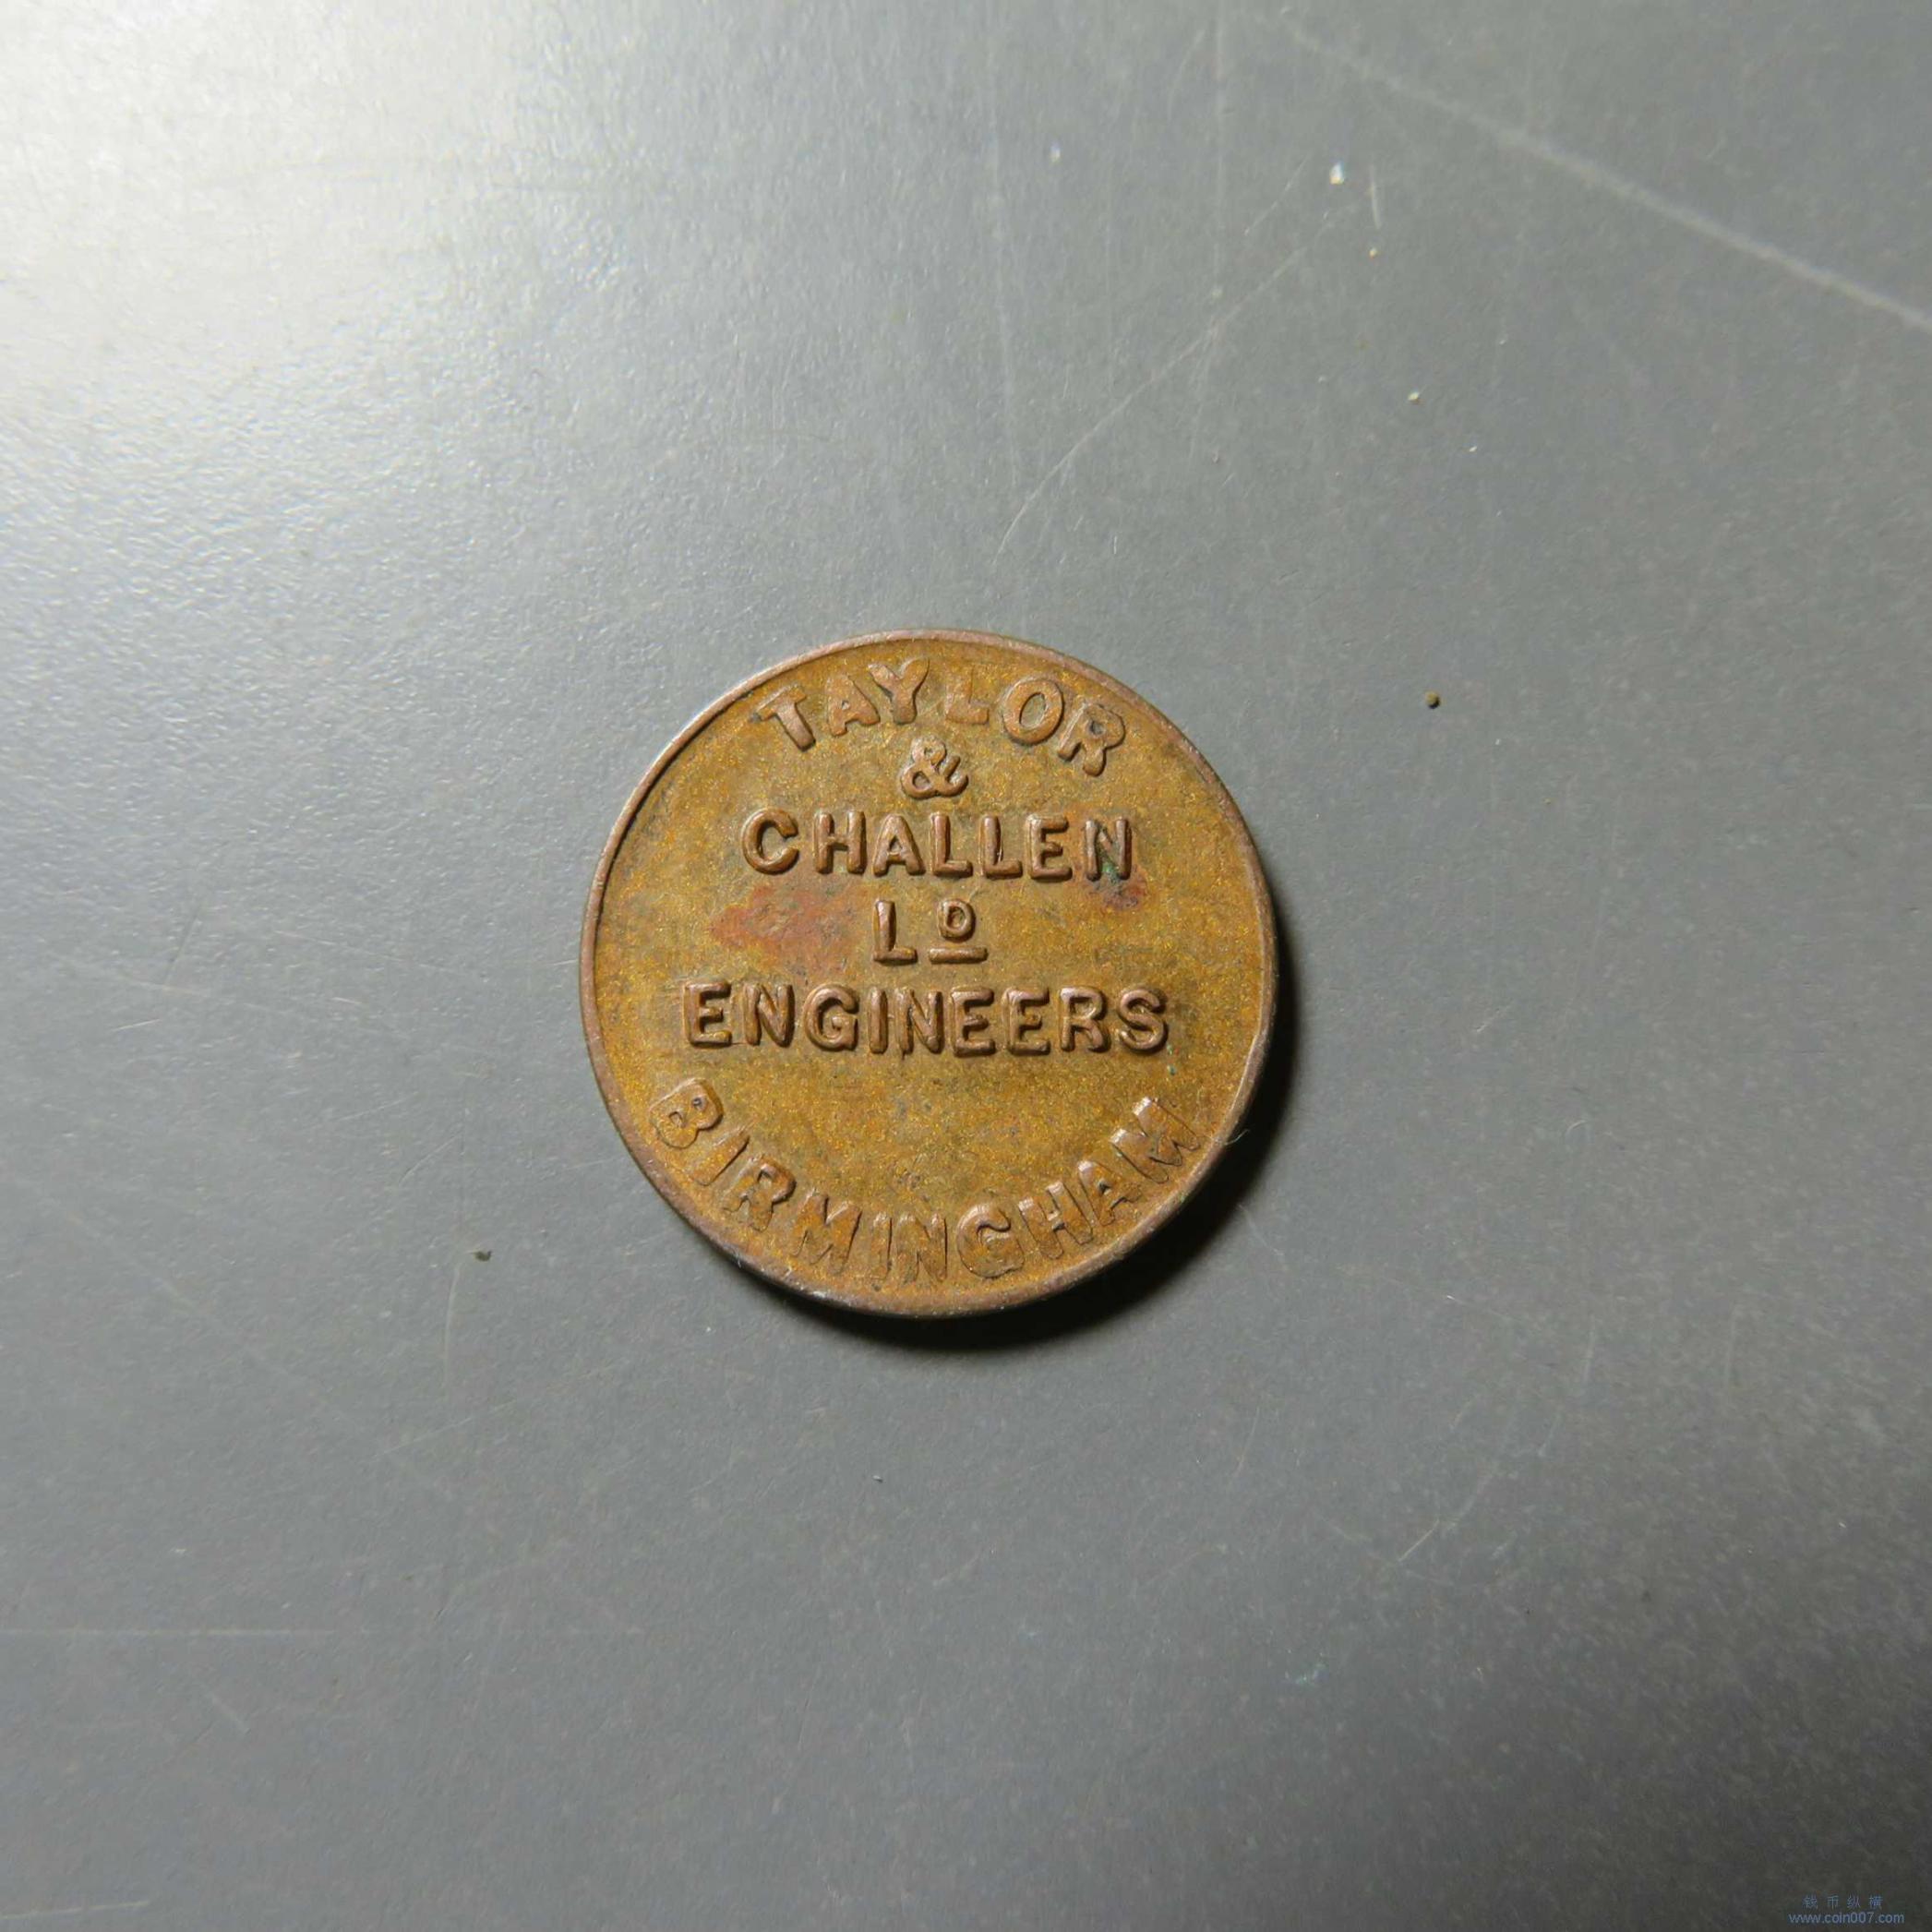 TAYLOR
&
CHALLEN
LD
ENGINEERS
BIRMINGHAM
钱币纵横
www.coin007.com